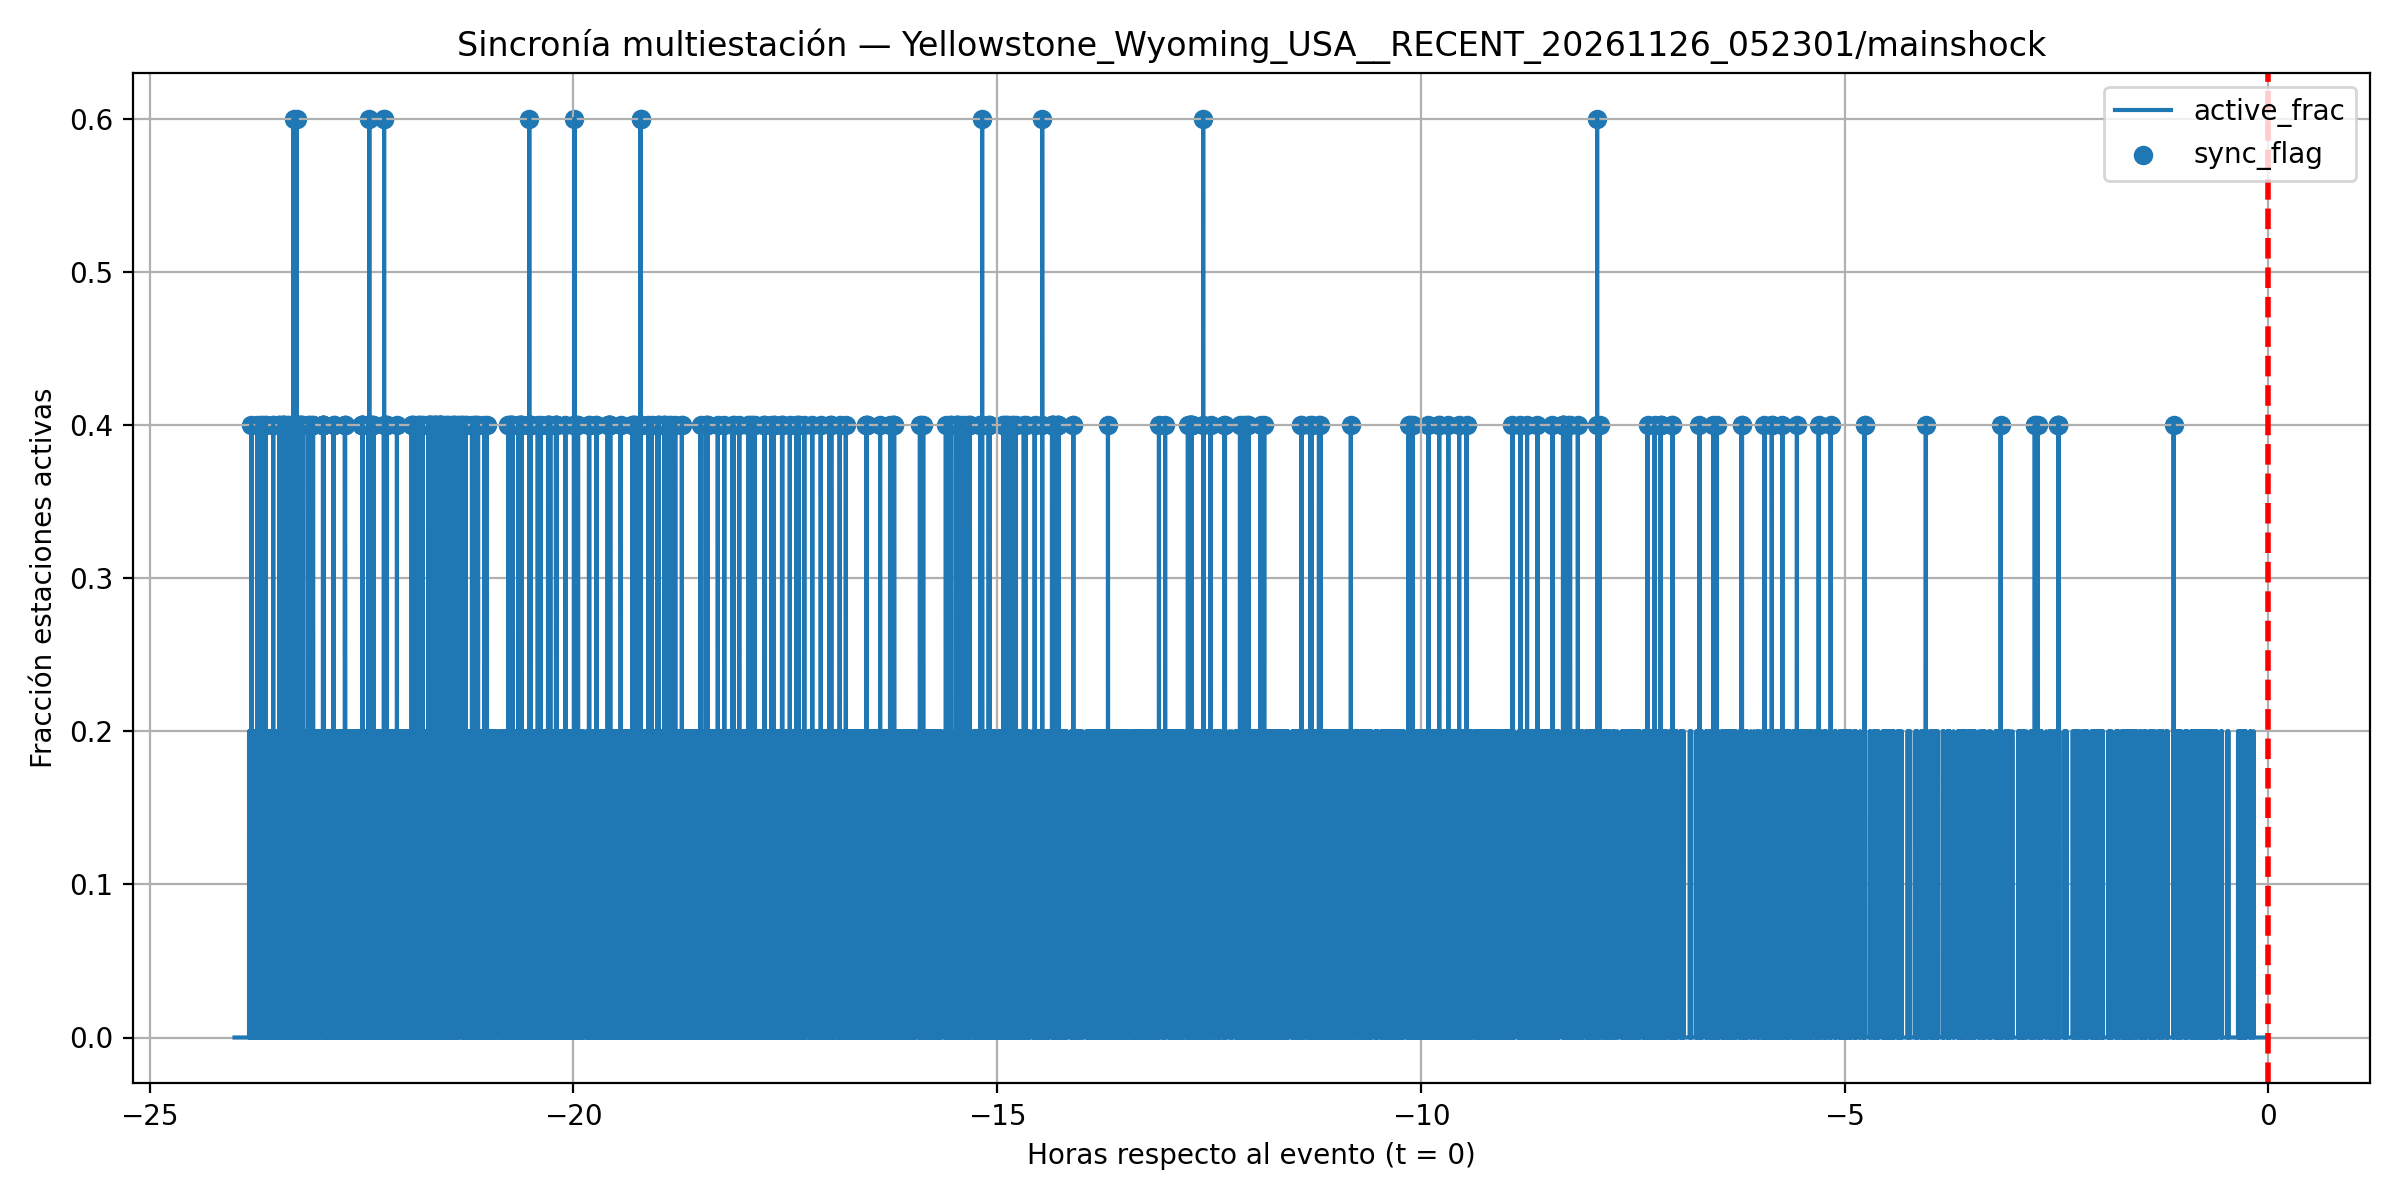 Sincronía multiestación — Yellowstone_Wyoming_USA__RECENT_20261126_052301/mainshock
active_frac
sync_flag
Fracción estaciones activas
0.6
0.5
0.4
0.3
0.2
0.1
0.0
−25
−20
−15
−10
−5
0
Horas respecto al evento (t = 0)